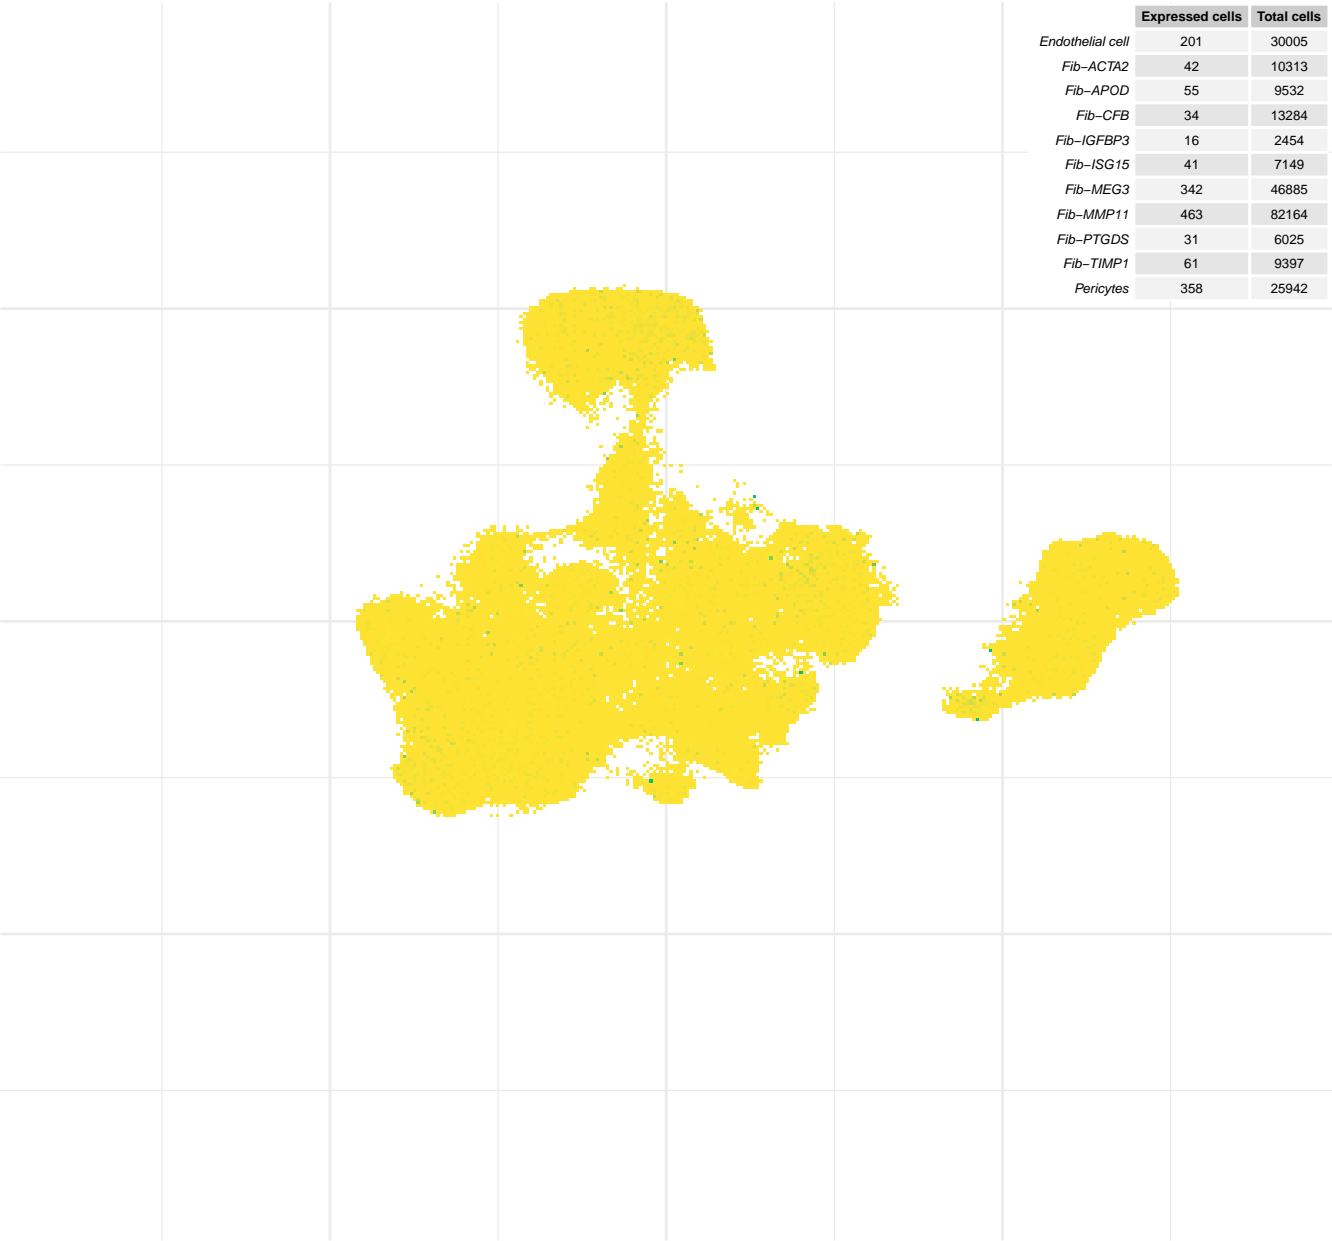 Expressed cells Total cells
Endothelial cell 201 30005
Fib−ACTA2 42 10313
Fib−APOD 55 9532
Fib−CFB 34 13284
Fib−IGFBP3 16 2454
Fib−ISG15 41 7149
Fib−MEG3 342 46885
Fib−MMP11 463 82164
Fib−PTGDS 31 6025
Fib−TIMP1 61 9397
Pericytes 358 25942